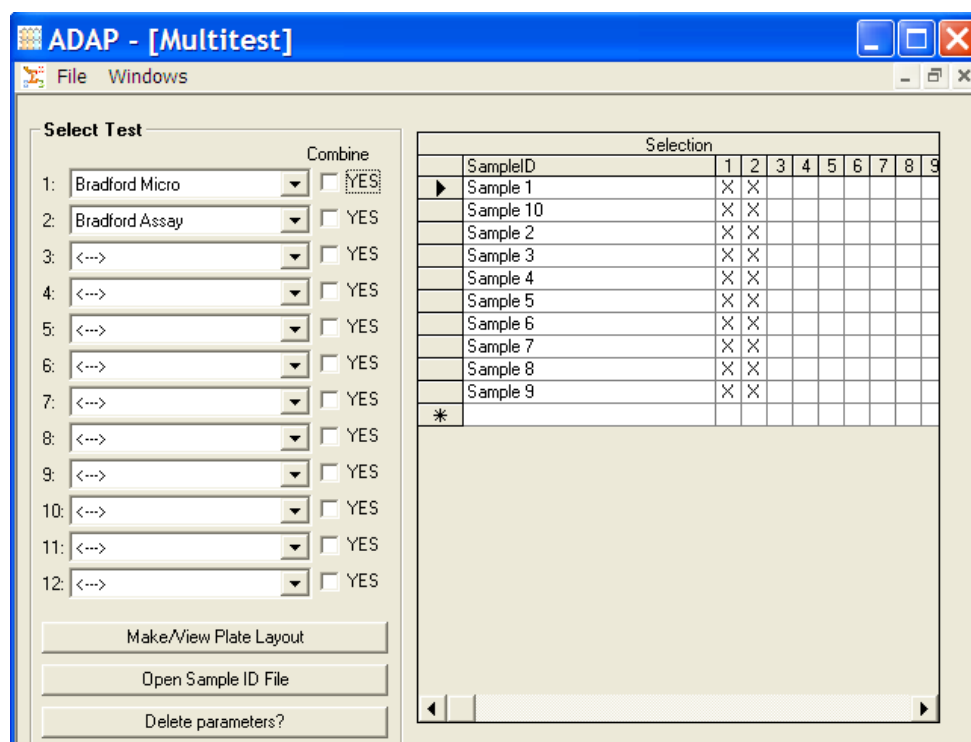 ADAP - [Multitest]
File Windows
Select Test
Combine
1: Bradford Micro YES
2: Bradford Assay YES
3: <---> YES
4: <---> YES
5: <---> YES
6: <---> YES
7: <---> YES
8: <---> YES
9: <---> YES
10: <---> YES
11: <---> YES
12: <---> YES
Make/View Plate Layout
Open Sample ID File
Delete parameters?
Selection
SampleID 1 2 3 4 5 6 7 8 9
Sample 1 X X
Sample 10 X X
Sample 2 X X
Sample 3 X X
Sample 4 X X
Sample 5 X X
Sample 6 X X
Sample 7 X X
Sample 8 X X
Sample 9 X X
*